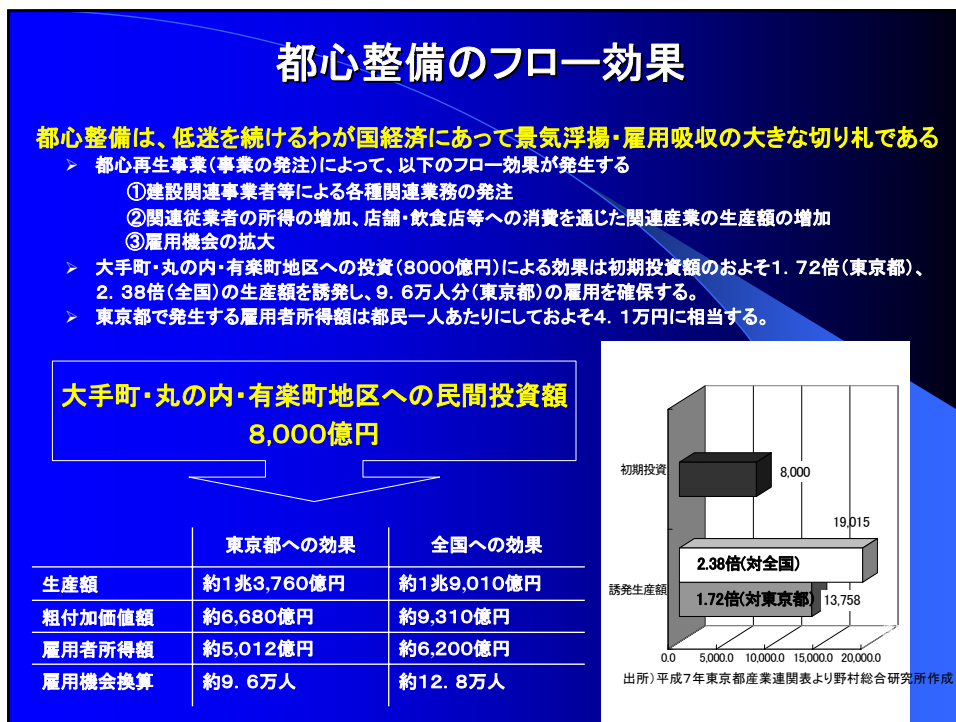 都心整備のフロー効果
都心整備は、低迷を続けるわが国経済にあって景気浮揚・雇用吸収の大きな切り札である
➢ 都心再生事業（事業の発注）によって、以下のフロー効果が発生する
①建設関連事業者等による各種関連業務の発注
②関連従業者の所得の増加、店舗・飲食店等への消費を通じた関連産業の生産額の増加
③雇用機会の拡大
➢ 大手町・丸の内・有楽町地区への投資（8000億円）による効果は初期投資額のおよそ1．72倍（東京都）、
2．38倍（全国）の生産額を誘発し、9．6万人分（東京都）の雇用を確保する。
➢ 東京都で発生する雇用者所得額は都民一人あたりにしておよそ4．1万円に相当する。
大手町・丸の内・有楽町地区への民間投資額
8,000億円
東京都への効果 全国への効果
生産額 約1兆3,760億円 約1兆9,010億円
粗付加価値額 約6,680億円 約9,310億円
雇用者所得額 約5,012億円 約6,200億円
雇用機会換算 約9．6万人 約12．8万人
初期投資 8,000
19,015
2.38倍(対全国)
誘発生産額
1.72倍(対東京都) 13,758
0.0 5,000.0 10,000.0 15,000.0 20,000.0
出所）平成7年東京都産業連関表より野村総合研究所作成